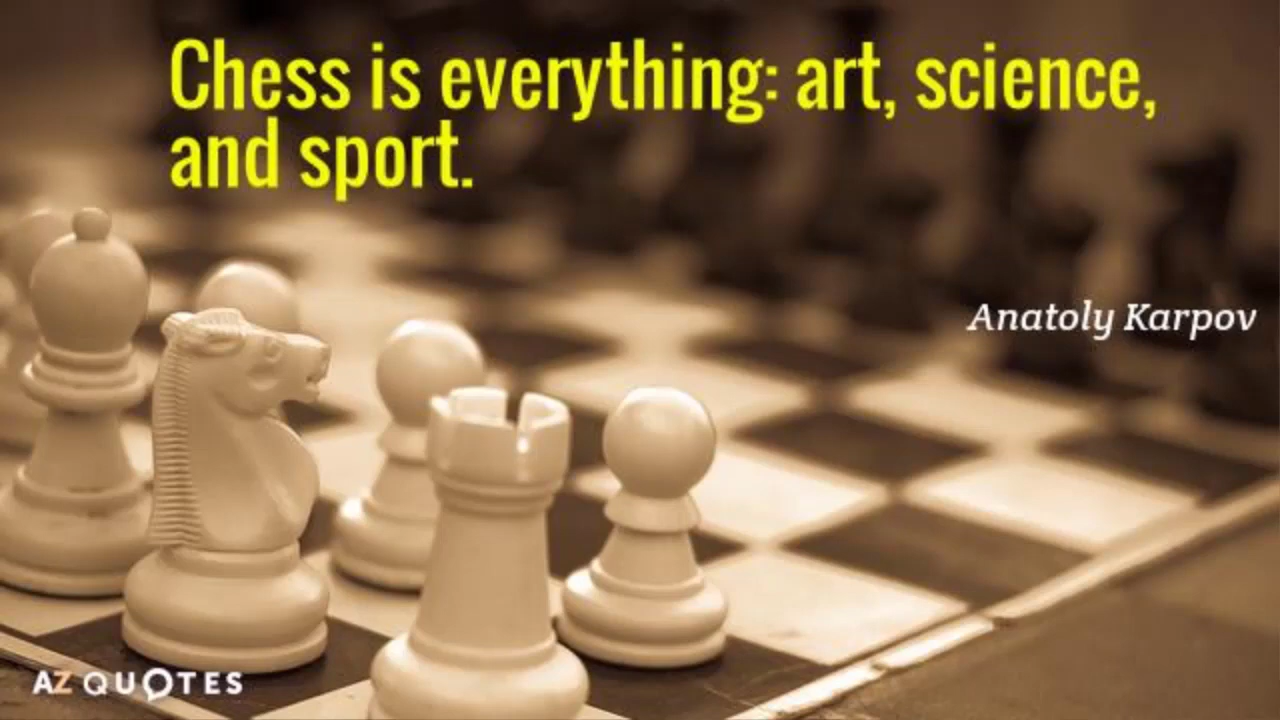 Chess is everything: art, science,
and sport.
Anatoly Karpov
AZ QUOTES